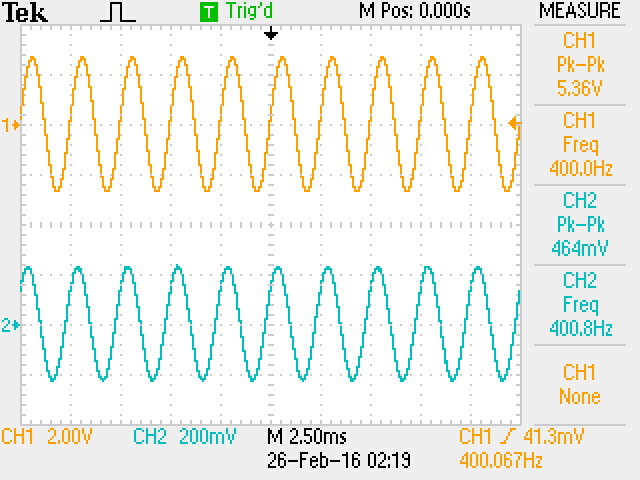 Tek T Trig'd M Pos: 0.000s MEASURE
CH1
Pk-Pk
5.36V
CH1
Freq
400.0Hz
CH2
Pk-Pk
464mV
CH2
Freq
400.8Hz
CH1
None
1
2
CH1 2.00V CH2 200mV M 2.50ms CH1 41.3mV
26-Feb-16 02:19 400.067Hz